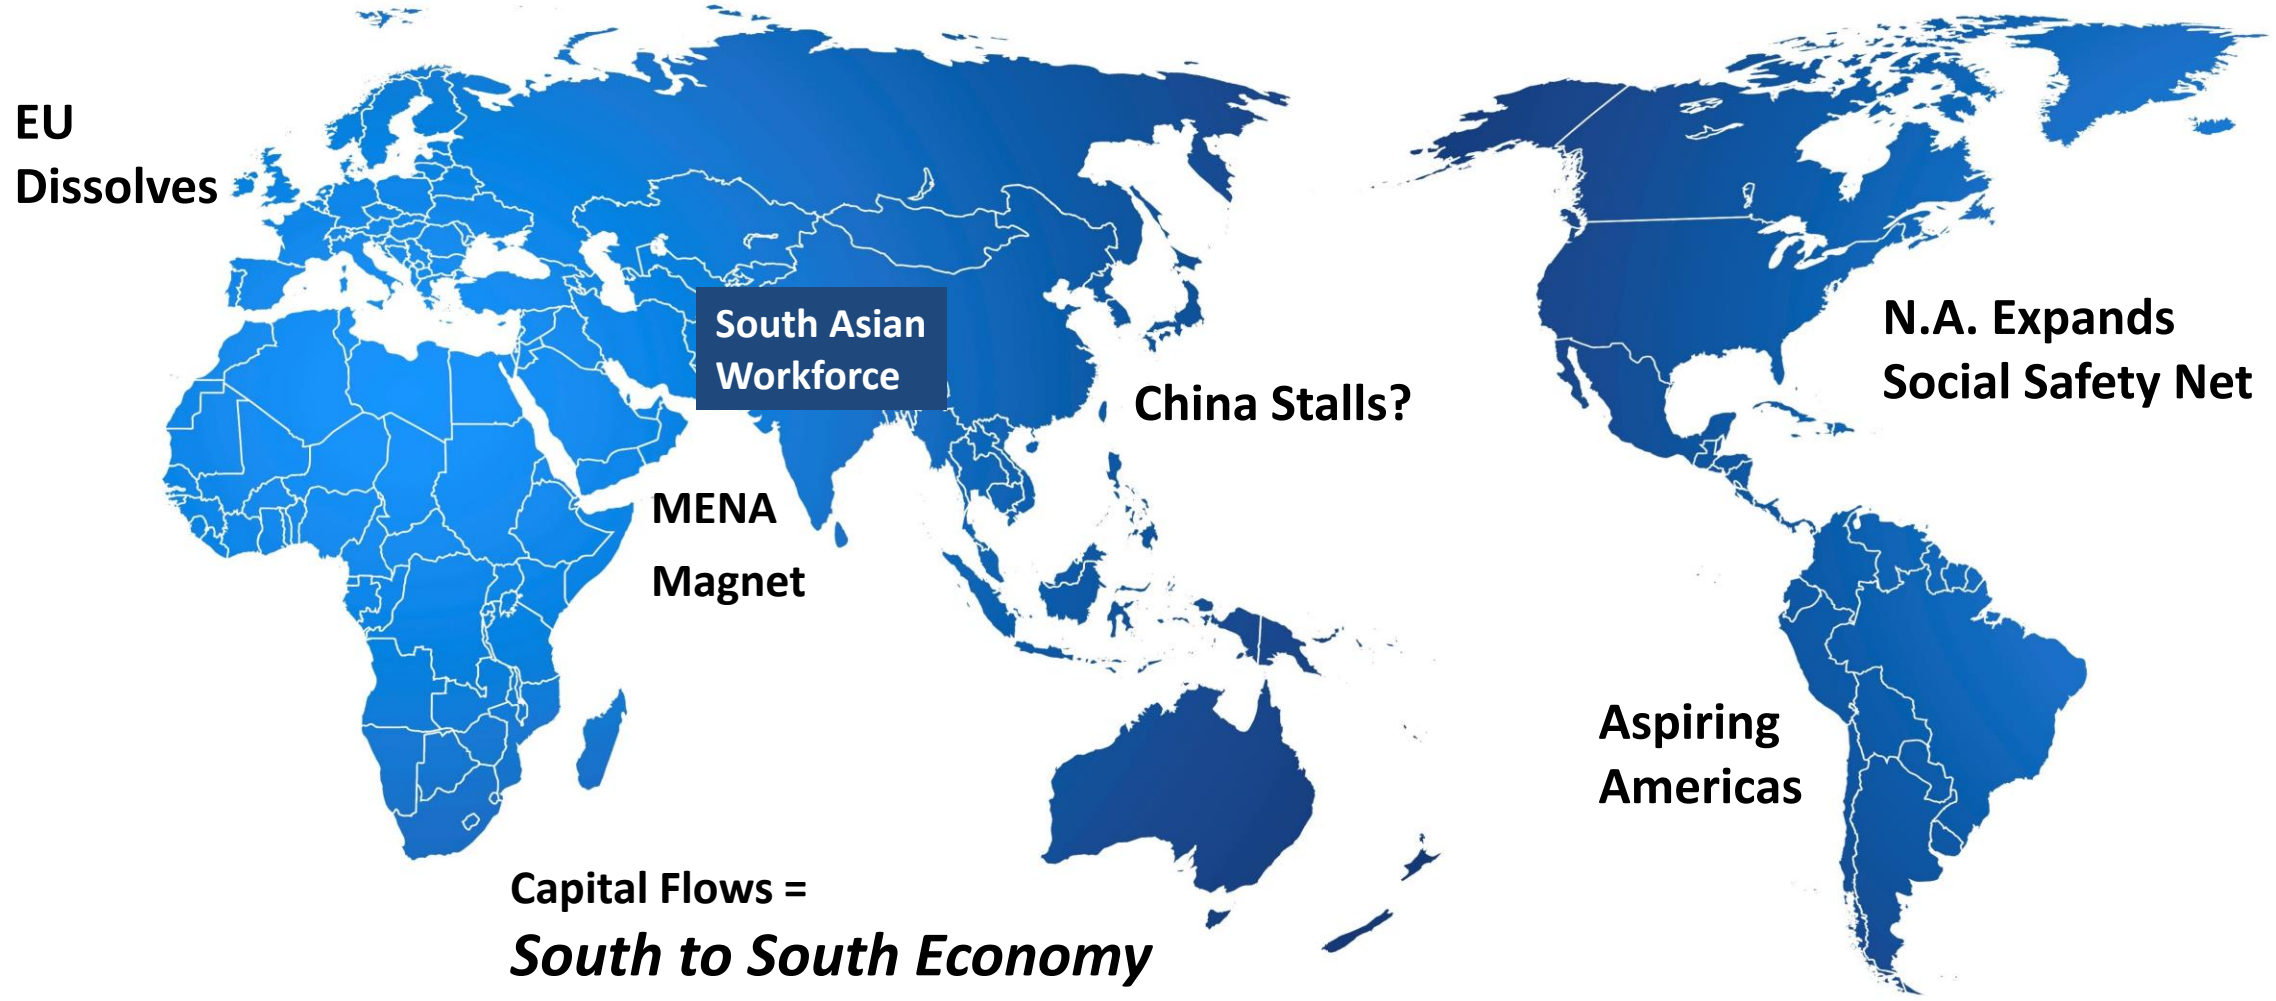 EU
Dissolves
South Asian
Workforce
China Stalls?
N.A. Expands
Social Safety Net
MENA
Magnet
Aspiring
Americas
Capital Flows =
South to South Economy